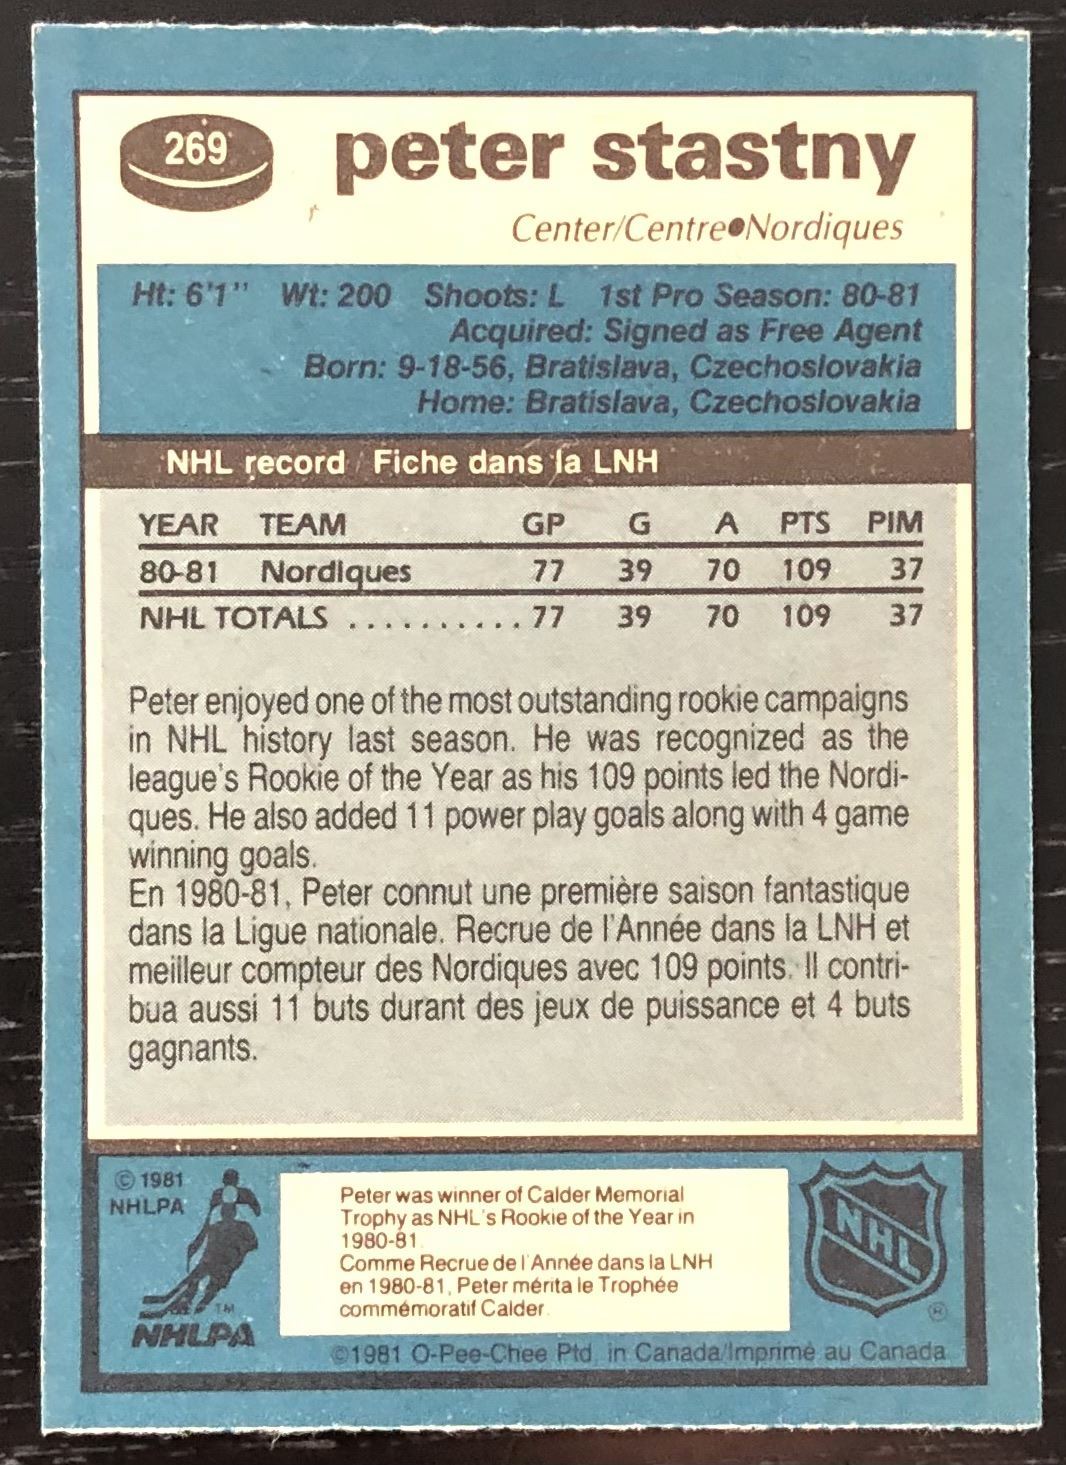 269
peter stastny
Center/Centre●Nordiques
Ht: 6'1" Wt: 200 Shoots: L 1st Pro Season: 80-81
Acquired: Signed as Free Agent
Born: 9-18-56, Bratislava, Czechoslovakia
Home: Bratislava, Czechoslovakia
NHL record / Fiche dans la LNH
YEAR TEAM GP G A PTS PIM
80-81 Nordiques 77 39 70 109 37
NHL TOTALS .......... 77 39 70 109 37
Peter enjoyed one of the most outstanding rookie campaigns
in NHL history last season. He was recognized as the
league's Rookie of the Year as his 109 points led the Nordi-
ques. He also added 11 power play goals along with 4 game
winning goals.
En 1980-81, Peter connut une première saison fantastique
dans la Ligue nationale. Recrue de l'Année dans la LNH et
meilleur compteur des Nordiques avec 109 points. Il contri-
bua aussi 11 buts durant des jeux de puissance et 4 buts
gagnants.
© 1981
NHLPA
TM
NHLPA
Peter was winner of Calder Memorial
Trophy as NHL's Rookie of the Year in
1980-81.
Comme Recrue de l'Année dans la LNH
en 1980-81, Peter mérita le Trophée
commémoratif Calder.
NHL
®
©1981 O-Pee-Chee Ptd. in Canada/Imprimé au Canada